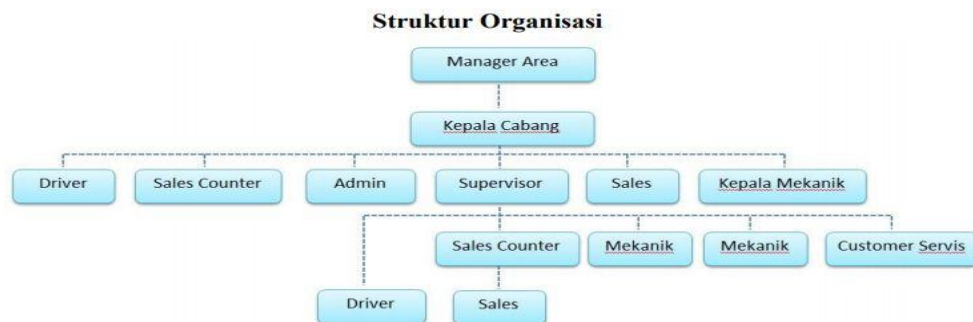 Struktur Organisasi
Manager Area
Kepala Cabang
Driver
Sales Counter
Admin
Supervisor
Sales
Kepala Mekanik
Sales Counter
Mekanik
Mekanik
Customer Servis
Driver
Sales